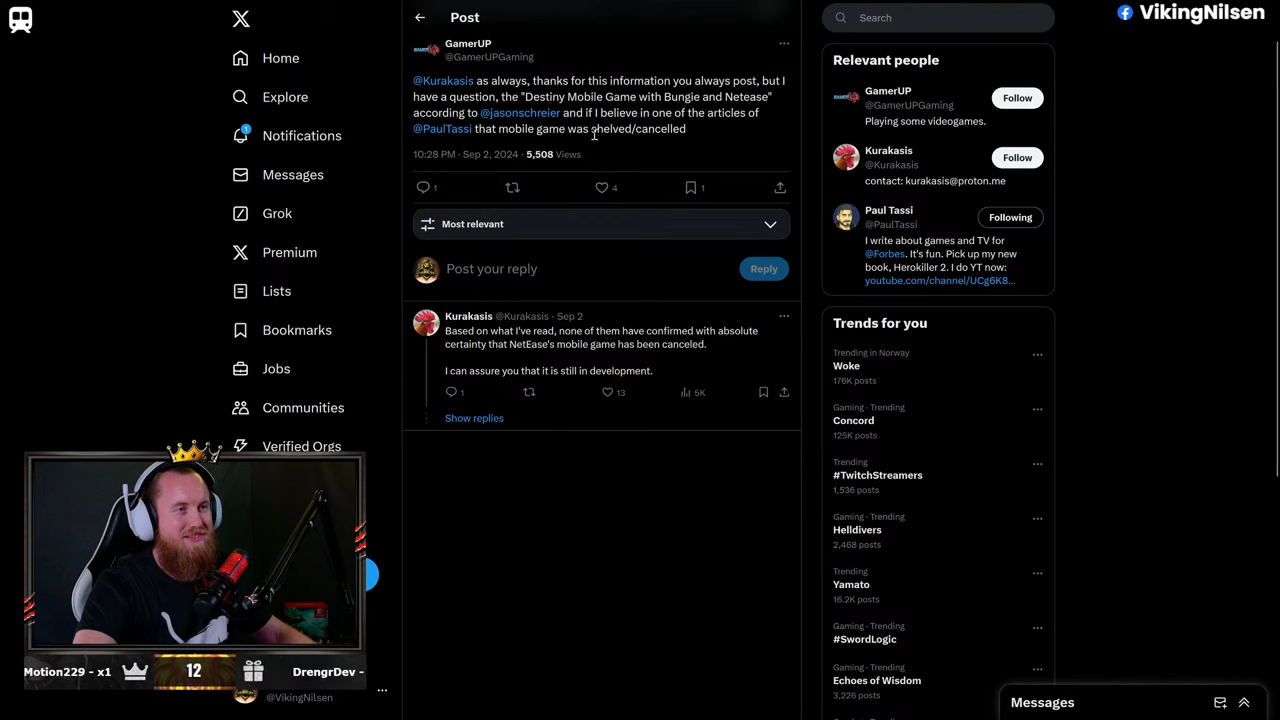 VikingNilsen
Post
Search
GamerUP
@GamerUPGaming
@Kurakasis as always, thanks for this information you always post, but I
have a question, the "Destiny Mobile Game with Bungie and Netease"
according to @jasonschreier and if I believe in one of the articles of
@PaulTassi that mobile game was shelved/cancelled
10:28 PM · Sep 2, 2024 · 5,508 Views
1
4
1
Most relevant
Post your reply
Reply
Kurakasis @Kurakasis · Sep 2
Based on what I've read, none of them have confirmed with absolute
certainty that NetEase's mobile game has been canceled.
I can assure you that it is still in development.
1
13
5K
Show replies
Home
Explore
1
Notifications
Messages
Grok
Premium
Lists
Bookmarks
Jobs
Communities
Verified Orgs
Relevant people
GamerUP
@GamerUPGaming
Follow
Playing some videogames.
Kurakasis
@Kurakasis
Follow
contact: kurakasis@proton.me
Paul Tassi
@PaulTassi
Following
I write about games and TV for
@Forbes. It's fun. Pick up my new
book, Herokiller 2. I do YT now:
youtube.com/channel/UCg6K8...
Trends for you
Trending in Norway
Woke
176K posts
Gaming · Trending
Concord
125K posts
Trending
#TwitchStreamers
1,536 posts
Gaming · Trending
Helldivers
2,468 posts
Trending
Yamato
16.2K posts
Gaming · Trending
#SwordLogic
Gaming · Trending
Echoes of Wisdom
3,226 posts
Messages
Motion229 - x1
12
DrengrDev -
@VikingNilsen